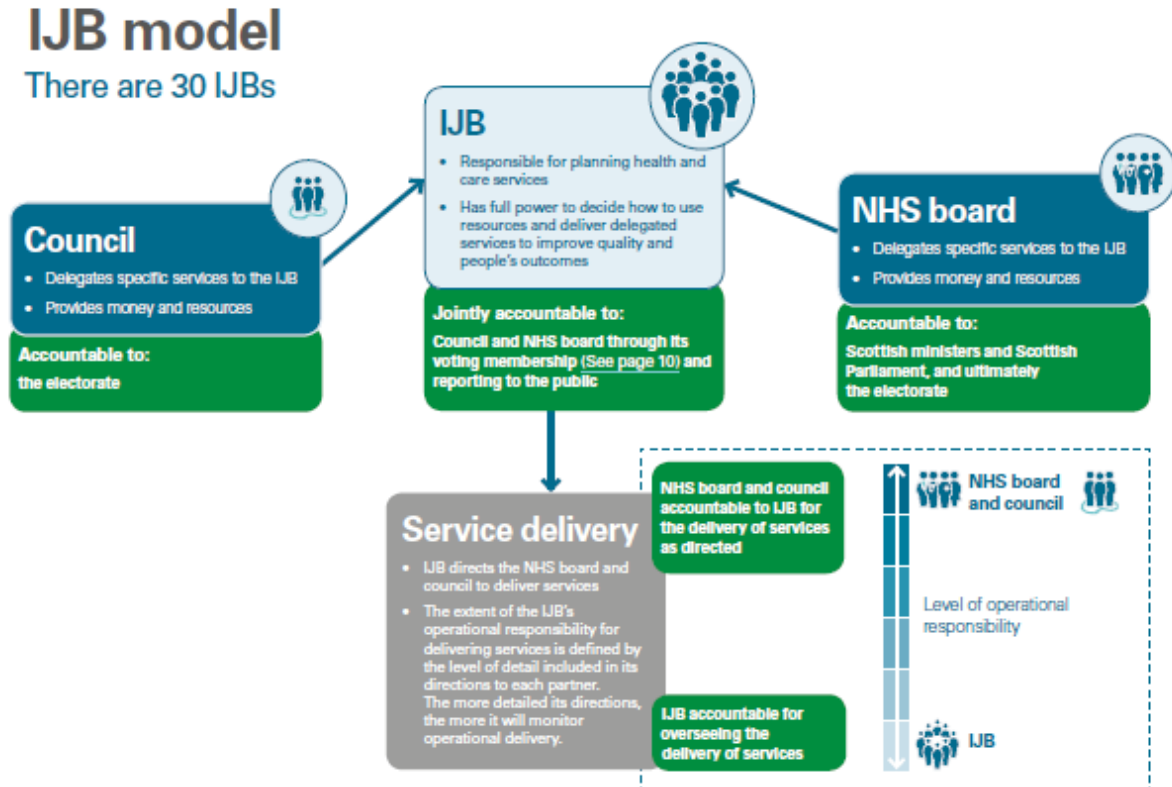 IJB model
There are 30 IJBs
IJB
• Responsible for planning health and
care services
• Has full power to decide how to use
resources and deliver delegated
services to improve quality and
people's outcomes
Jointly accountable to:
Council and NHS board through its
voting membership (See page 10) and
reporting to the public
Council
• Delegates specific services to the IJB
• Provides money and resources
Accountable to:
the electorate
NHS board
• Delegates specific services to the IJB
• Provides money and resources
Accountable to:
Scottish ministers and Scottish
Parliament, and ultimately
the electorate
Service delivery
• IJB directs the NHS board and
council to deliver services
• The extent of the IJB's
operational responsibility for
delivering services is defined by
the level of detail included in its
directions to each partner.
The more detailed its directions,
the more it will monitor
operational delivery.
NHS board and council
accountable to IJB for
the delivery of services
as directed
IJB accountable for
overseeing the
delivery of services
NHS board
and council
Level of operational
responsibility
IJB